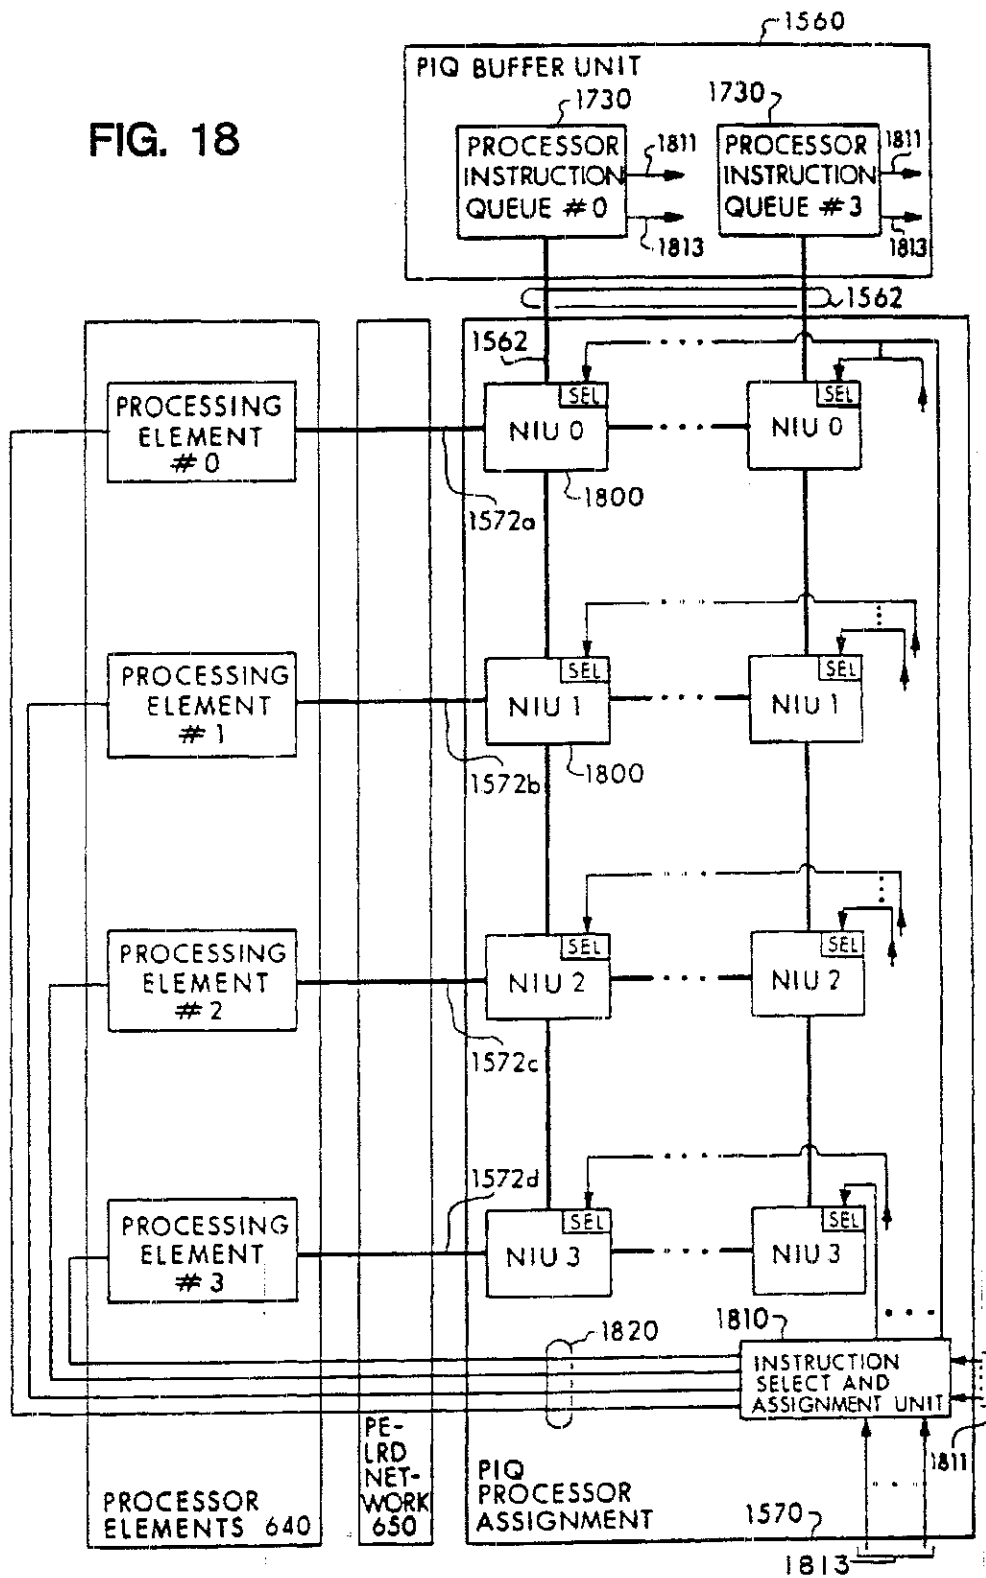 FIG. 18
1560
PIQ BUFFER UNIT
1730
1730
PROCESSOR
INSTRUCTION
QUEUE #0
1811
1813
PROCESSOR
INSTRUCTION
QUEUE #3
1811
1813
1562
1562
PROCESSING
ELEMENT
#0
SEL
NIU 0
SEL
NIU 0
1572a
1800
PROCESSING
ELEMENT
#1
SEL
NIU 1
SEL
NIU 1
1572b
1800
PROCESSING
ELEMENT
#2
SEL
NIU 2
SEL
NIU 2
1572c
1572d
PROCESSING
ELEMENT
#3
SEL
NIU 3
SEL
NIU 3
1820
1810
INSTRUCTION
SELECT AND
ASSIGNMENT UNIT
1811
PROCESSOR
ELEMENTS 640
PE-
LRD
NET-
WORK
650
PIQ
PROCESSOR
ASSIGNMENT
1570
1813